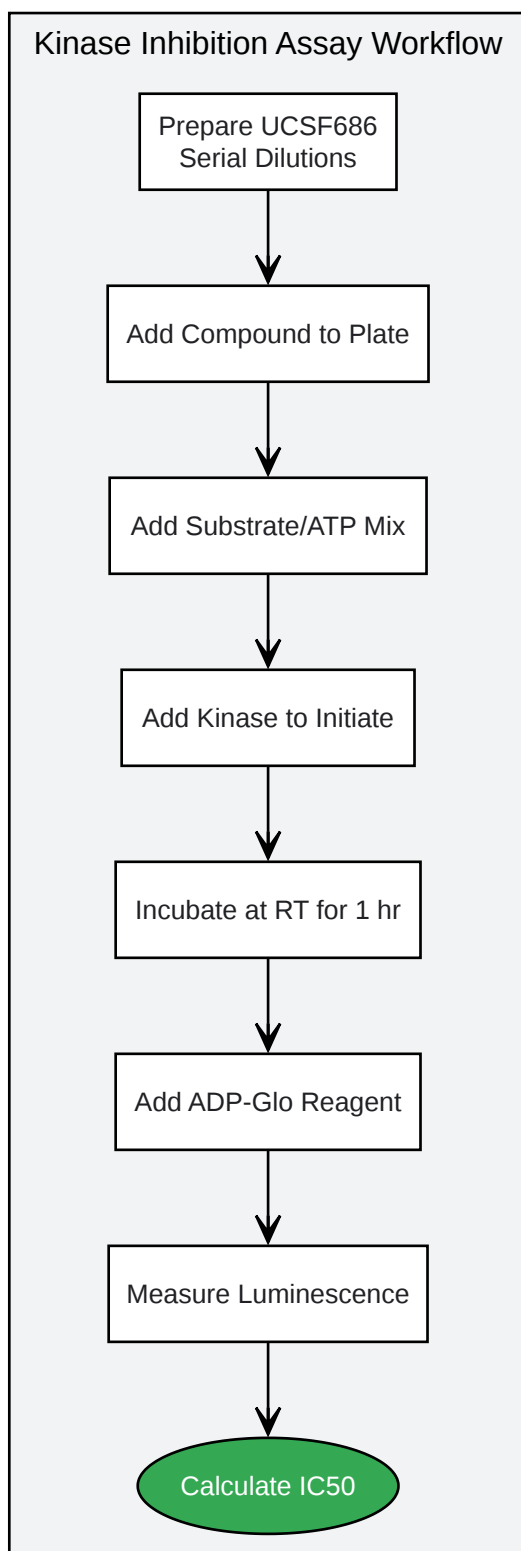 Kinase Inhibition Assay Workflow
Prepare UCSF686
Serial Dilutions
Add Compound to Plate
Add Substrate/ATP Mix
Add Kinase to Initiate
Incubate at RT for 1 hr
Add ADP-Glo Reagent
Measure Luminescence
Calculate IC50